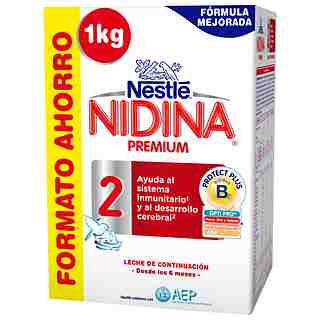 FÓRMULA
MEJORADA
1kg
FORMATO AHORRO
Nestlé
NIDINA®
PREMIUM
2
Ayuda al
sistema
inmunitario¹
y al desarrollo
cerebral²
PROTECT PLUS
B
OPTI PRO
LECHE DE CONTINUACIÓN
- Desde los 6 meses -
AEP